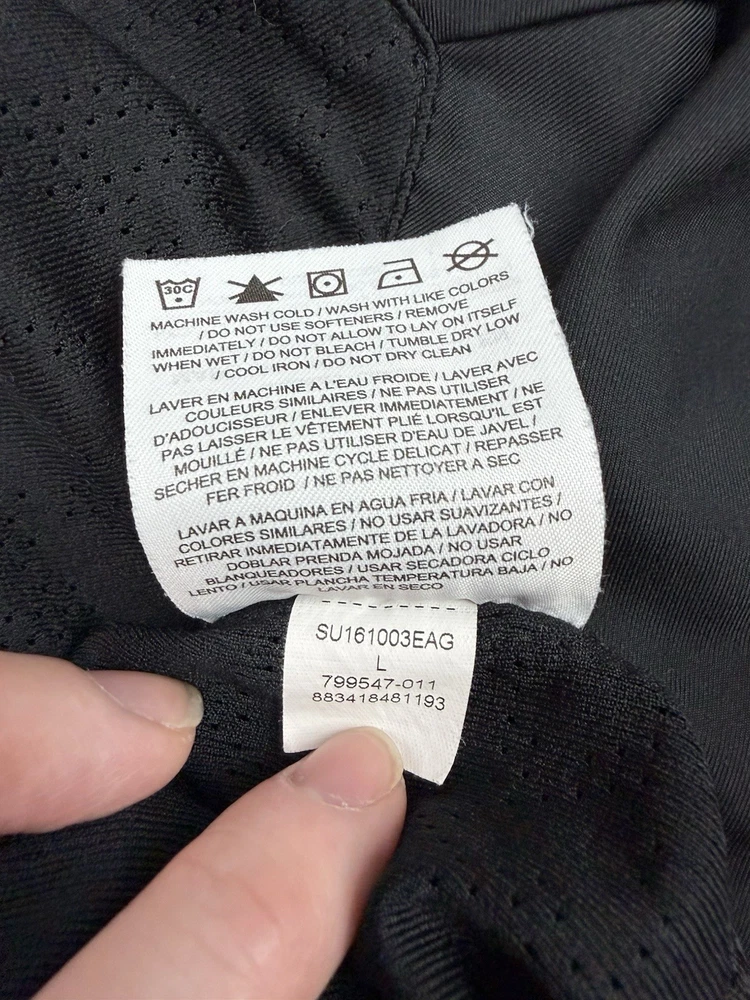 30C
MACHINE WASH COLD / WASH WITH LIKE COLORS
/ DO NOT USE SOFTENERS / REMOVE
IMMEDIATELY / DO NOT ALLOW TO LAY ON ITSELF
WHEN WET / DO NOT BLEACH / TUMBLE DRY LOW
/ COOL IRON / DO NOT DRY CLEAN
LAVER EN MACHINE A L'EAU FROIDE / LAVER AVEC
COULEURS SIMILAIRES / NE PAS UTILISER
D'ADOUCISSEUR / ENLEVER IMMEDIATEMENT / NE
PAS LAISSER LE VÊTEMENT PLIÉ LORSQU'IL EST
MOUILLÉ / NE PAS UTILISER D'EAU DE JAVEL /
SECHER EN MACHINE CYCLE DELICAT / REPASSER
FER FROID / NE PAS NETTOYER A SEC
LAVAR A MAQUINA EN AGUA FRIA / LAVAR CON
COLORES SIMILARES / NO USAR SUAVIZANTES /
RETIRAR INMEDIATAMENTE DE LA LAVADORA / NO
DOBLAR PRENDA MOJADA / NO USAR
BLANQUEADORES / USAR SECADORA CICLO
LENTO / USAR PLANCHA TEMPERATURA BAJA / NO
LAVAR EN SECO
SU161003EAG
L
799547-011
883418481193